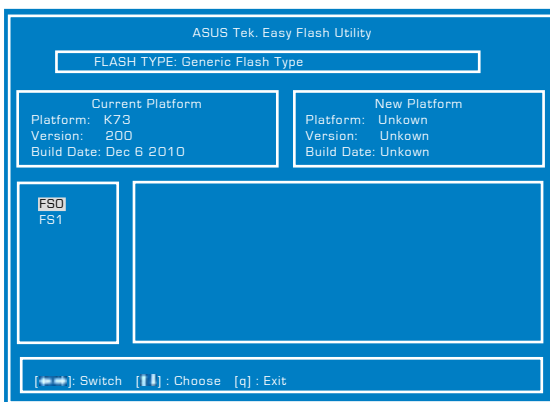 ASUS Tek. Easy Flash Utility
FLASH TYPE: Generic Flash Type
Current Platform
Platform: K73
Version: 200
Build Date: Dec 6 2010
New Platform
Platform: Unkown
Version: Unkown
Build Date: Unkown
FS0
FS1
[⬅➡]: Switch [⬆⬇] : Choose [q] : Exit